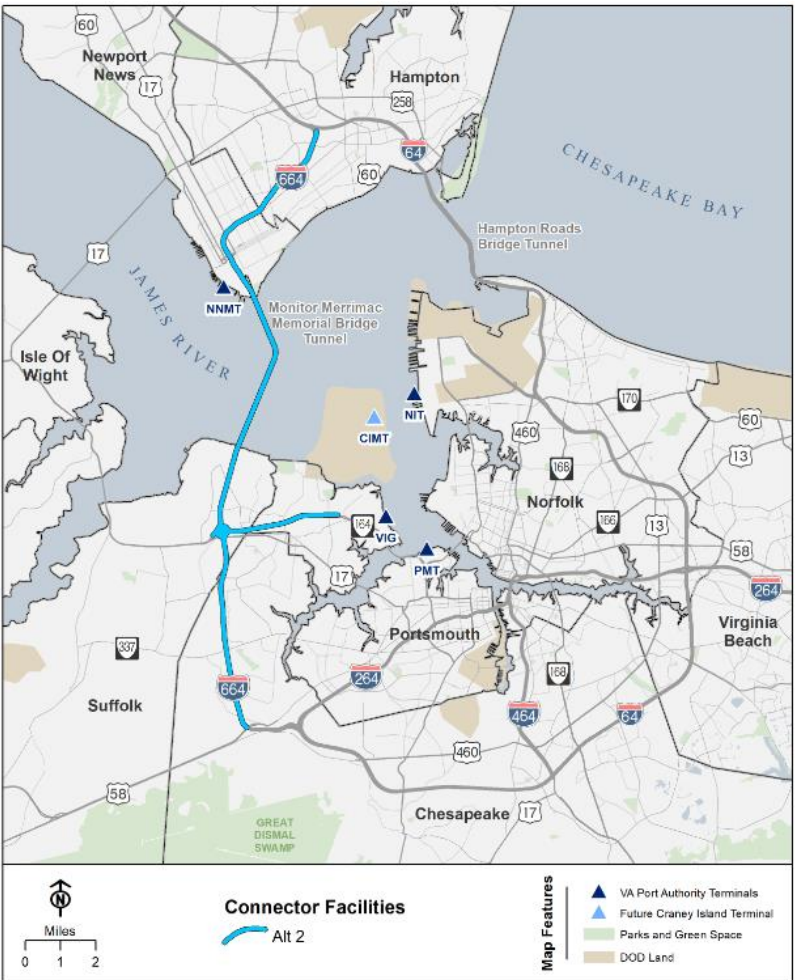 60
Newport
News
17
Hampton
258
64
664
60
CHESAPEAKE BAY
Hampton Roads
Bridge Tunnel
17
JAMES RIVER
NNMT
Monitor Merrimac
Memorial Bridge
Tunnel
Isle Of
Wight
NIT
170
CIMT
460
60
13
168
Norfolk
164
VIG
166
13
PMT
58
17
264
Virginia
Beach
Portsmouth
337
264
168
Suffolk
664
464
64
460
58
Chesapeake
17
GREAT
DISMAL
SWAMP
N
Miles
0 1 2
Connector Facilities
Alt 2
Map Features
VA Port Authority Terminals
Future Craney Island Terminal
Parks and Green Space
DOD Land